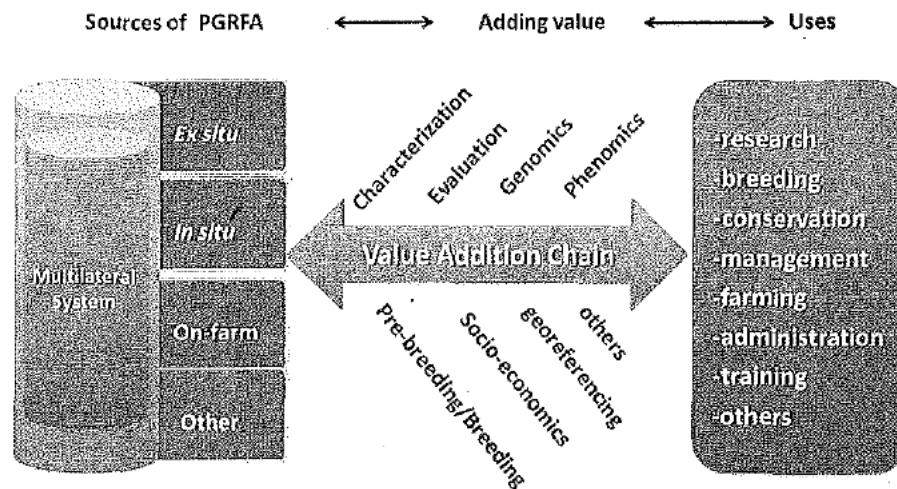 Sources of PGRFA
Adding value
Uses
Multilateral
System
Ex situ
In situ
On-farm
Other
Characterization
Evaluation
Genomics
Phenomics
Value Addition Chain
Pre-breeding/Breeding
Socio-economics
georeferencing
others
-research
-breeding
-conservation
-management
-farming
-administration
-training
-others